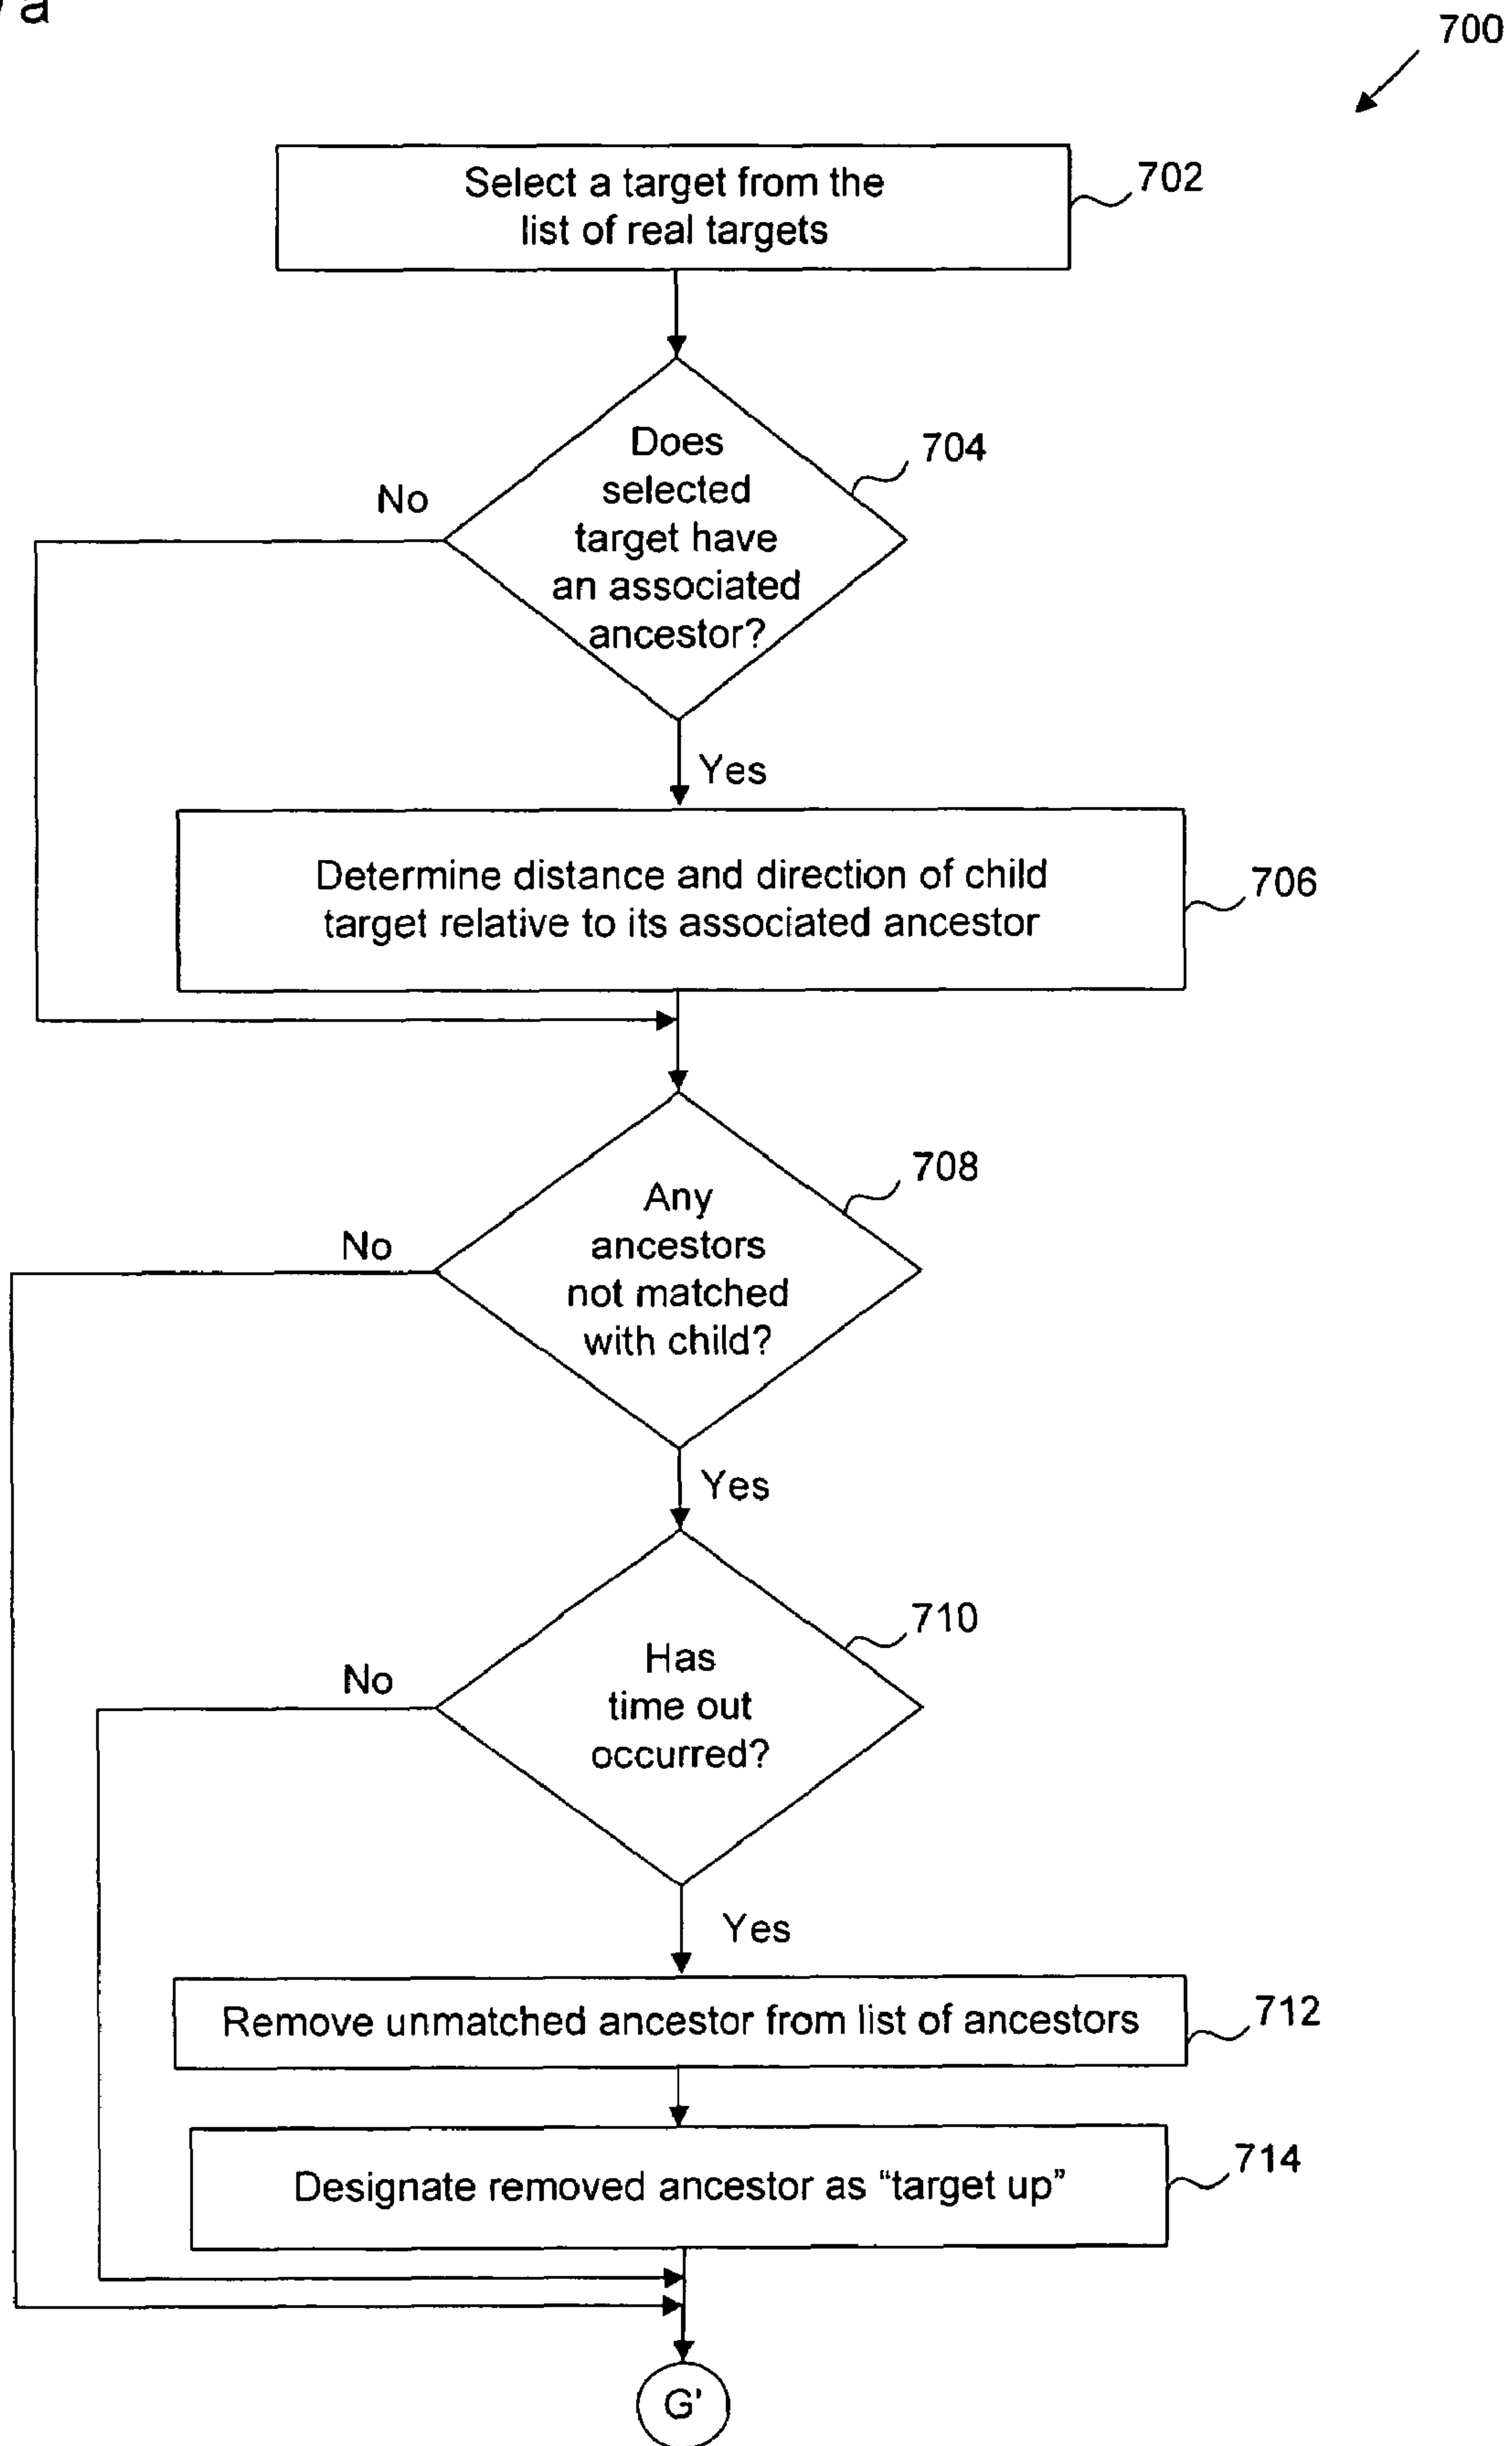 700
Select a target from the
list of real targets
702
Does
selected
target have
an associated
ancestor?
704
No
Yes
Determine distance and direction of child
target relative to its associated ancestor
706
Any
ancestors
not matched
with child?
708
No
Yes
Has
time out
occurred?
710
No
Yes
Remove unmatched ancestor from list of ancestors
712
Designate removed ancestor as “target up”
714
G'